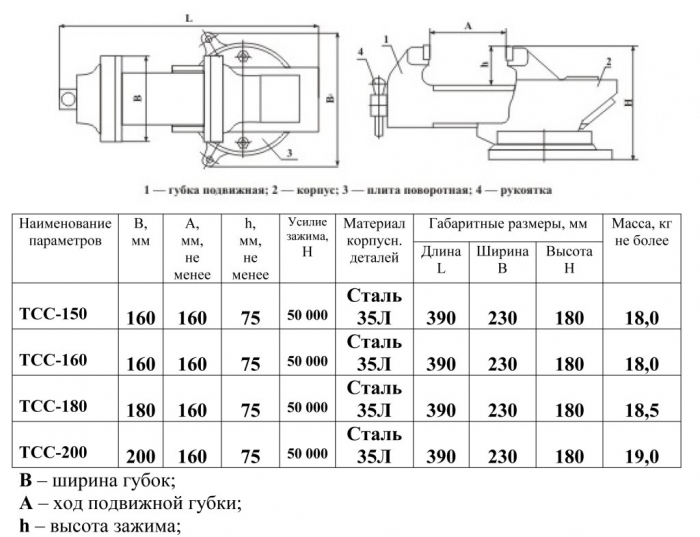 L
A
1
4
h
2
B
B
H
3
1 — губка подвижная; 2 — корпус; 3 — плита поворотная; 4 — рукоятка
Наименование параметров B, мм A, мм, не менее h, мм, не менее Усилие зажима, Н Материал корпусн. деталей Габаритные размеры, мм Масса, кг не более
Длина L Ширина B Высота H
ТСС-150 160 160 75 50 000 Сталь 35Л 390 230 180 18,0
ТСС-160 160 160 75 50 000 Сталь 35Л 390 230 180 18,0
ТСС-180 180 160 75 50 000 Сталь 35Л 390 230 180 18,5
ТСС-200 200 160 75 50 000 Сталь 35Л 390 230 180 19,0
B – ширина губок;
A – ход подвижной губки;
h – высота зажима;